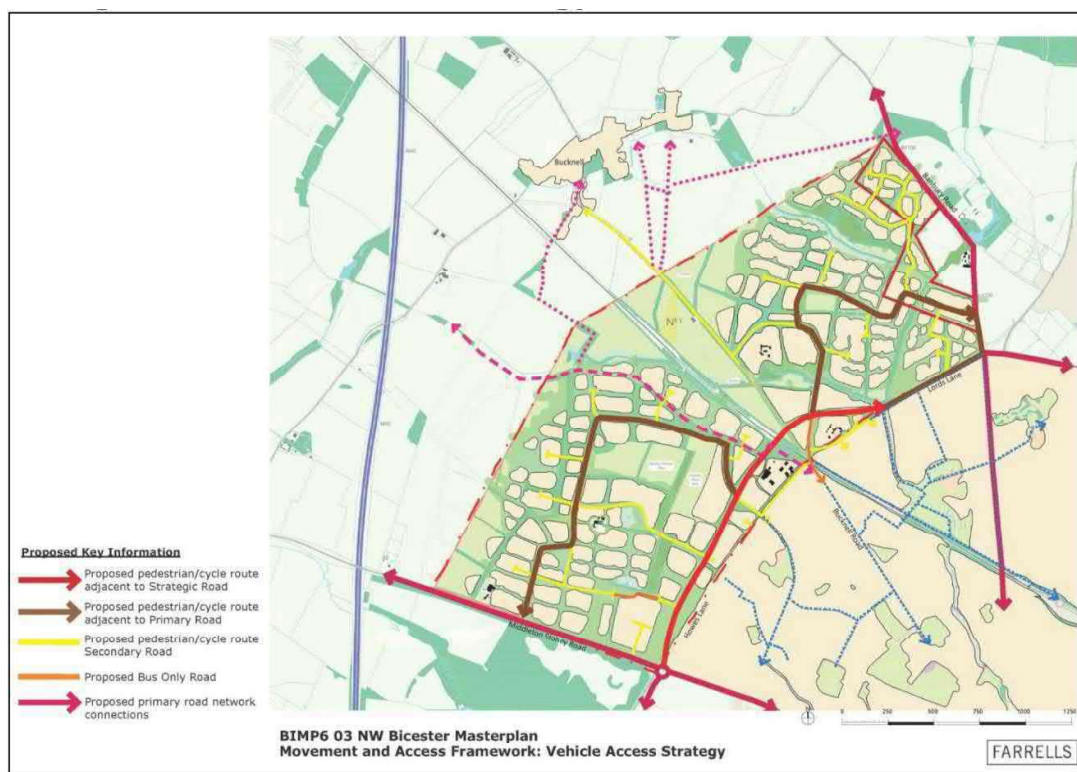 Bucknell
Banbury Road
Lords Lane
Bucknell Road
Howes Lane
Middleton Stoney Road
Proposed Key Information
Proposed pedestrian/cycle route
adjacent to Strategic Road
Proposed pedestrian/cycle route
adjacent to Primary Road
Proposed pedestrian/cycle route
Secondary Road
Proposed Bus Only Road
Proposed primary road network
connections
0 250 500 750 1000 1250
BIMP6 03 NW Bicester Masterplan
Movement and Access Framework: Vehicle Access Strategy
FARRELLS